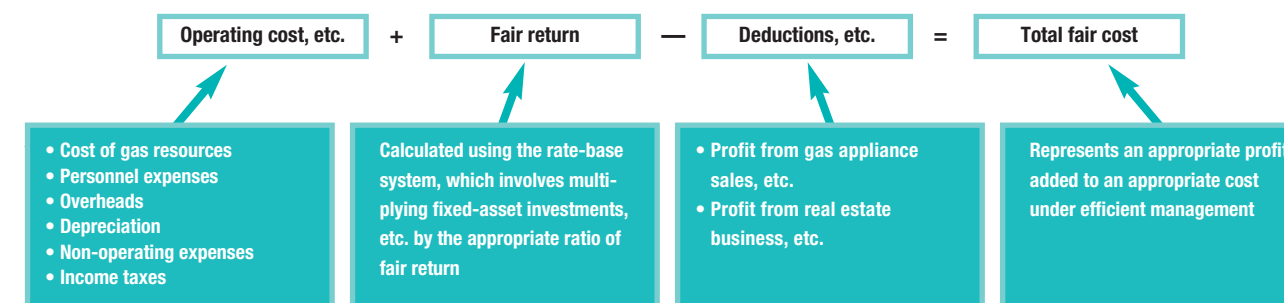 Operating cost, etc. + Fair return — Deductions, etc. = Total fair cost
• Cost of gas resources
• Personnel expenses
• Overheads
• Depreciation
• Non-operating expenses
• Income taxes
Calculated using the rate-base
system, which involves multi-
plying fixed-asset investments,
etc. by the appropriate ratio of
fair return
• Profit from gas appliance
sales, etc.
• Profit from real estate
business, etc.
Represents an appropriate profit
added to an appropriate cost
under efficient management